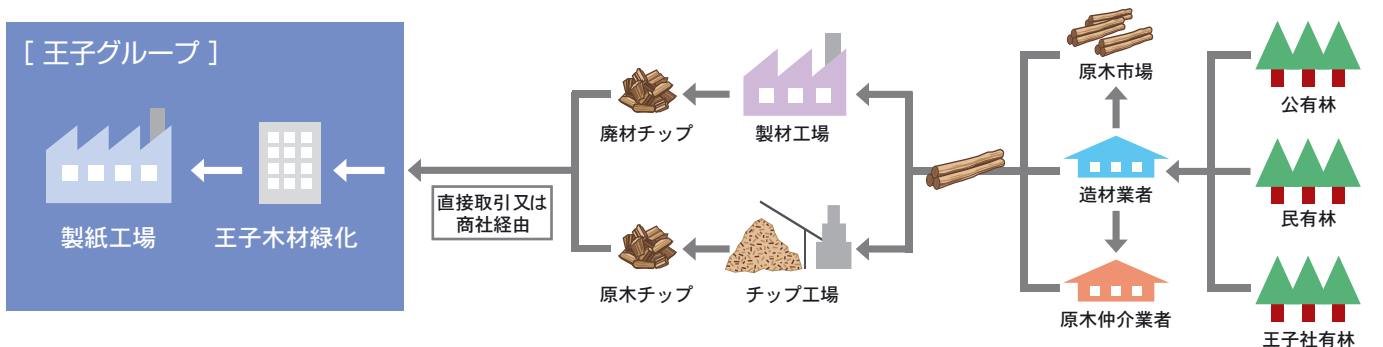 [ 王子グループ ]
製紙工場
王子木材緑化
直接取引又は
商社経由
廃材チップ
製材工場
原木チップ
チップ工場
原木市場
造材業者
原木仲介業者
公有林
民有林
王子社有林